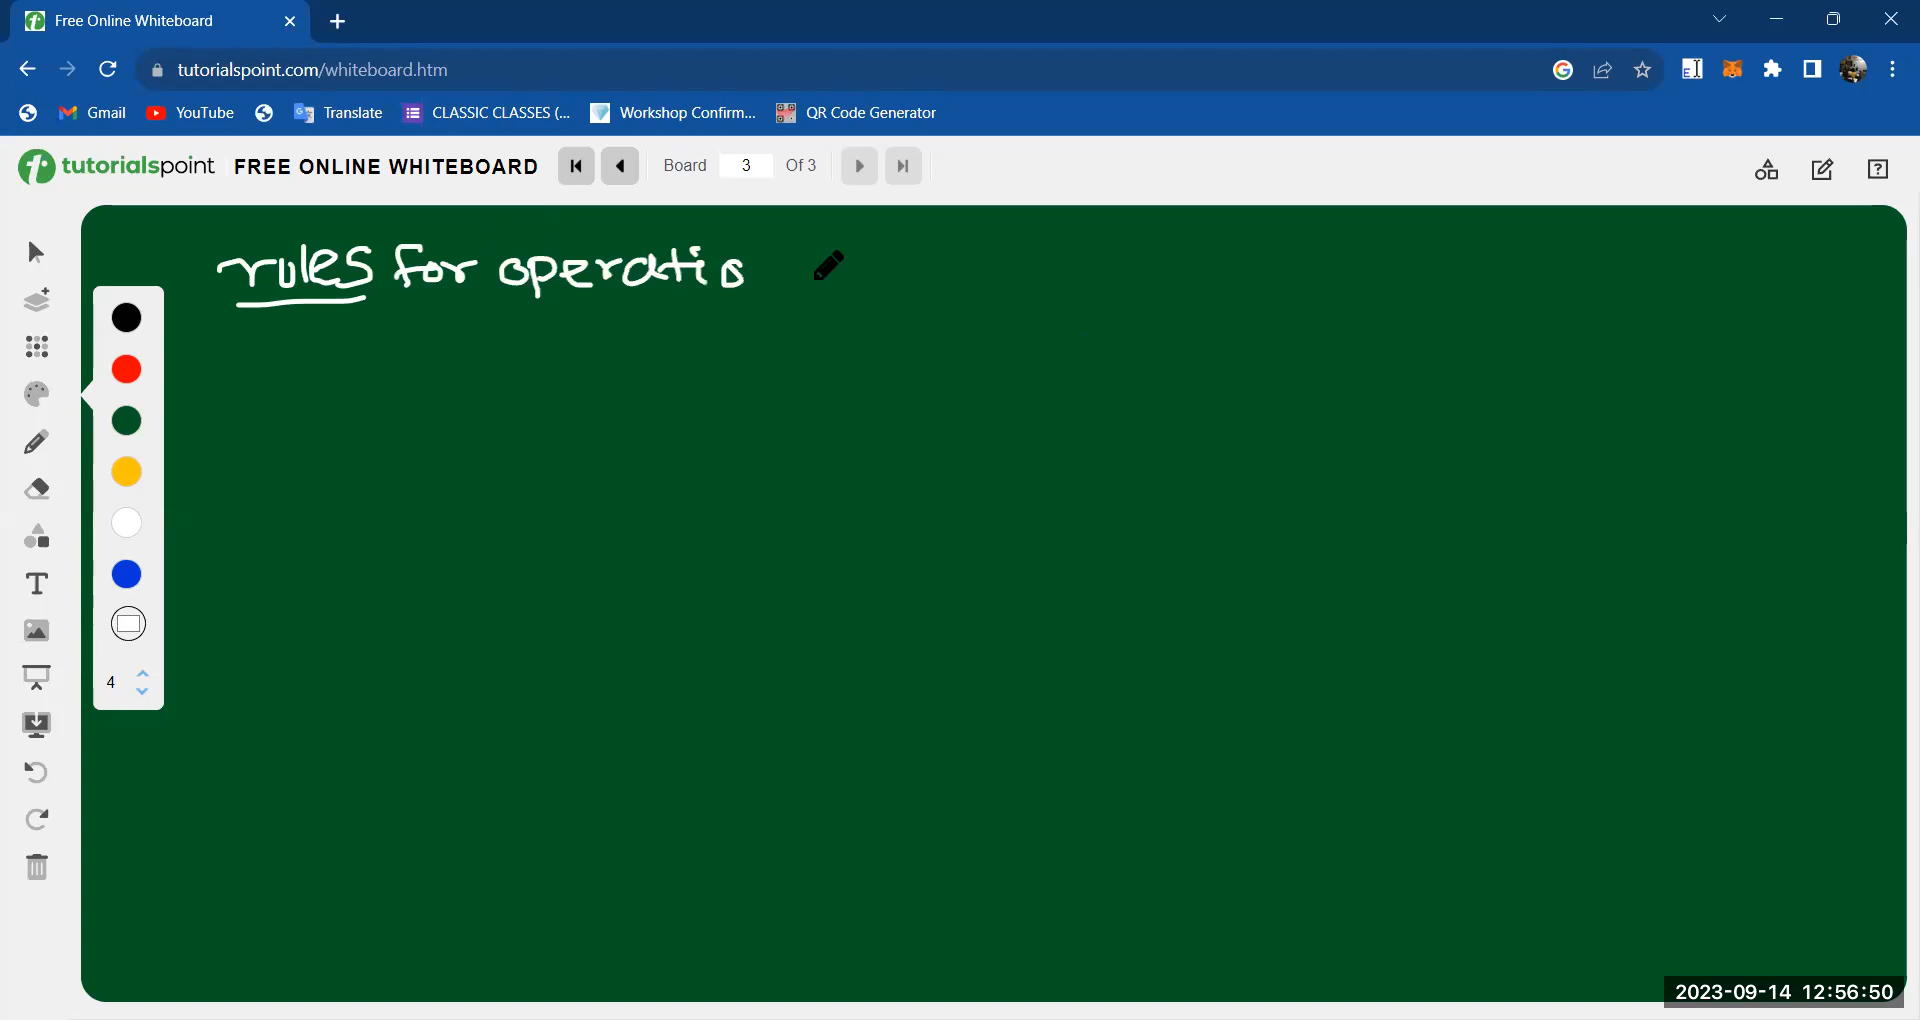 Free Online Whiteboard
tutorialspoint.com/whiteboard.htm
Gmail YouTube Translate CLASSIC CLASSES (... Workshop Confirm... QR Code Generator
tutorialspoint FREE ONLINE WHITEBOARD Board 3 Of 3
rules for operatio
4
2023-09-14 12:56:50